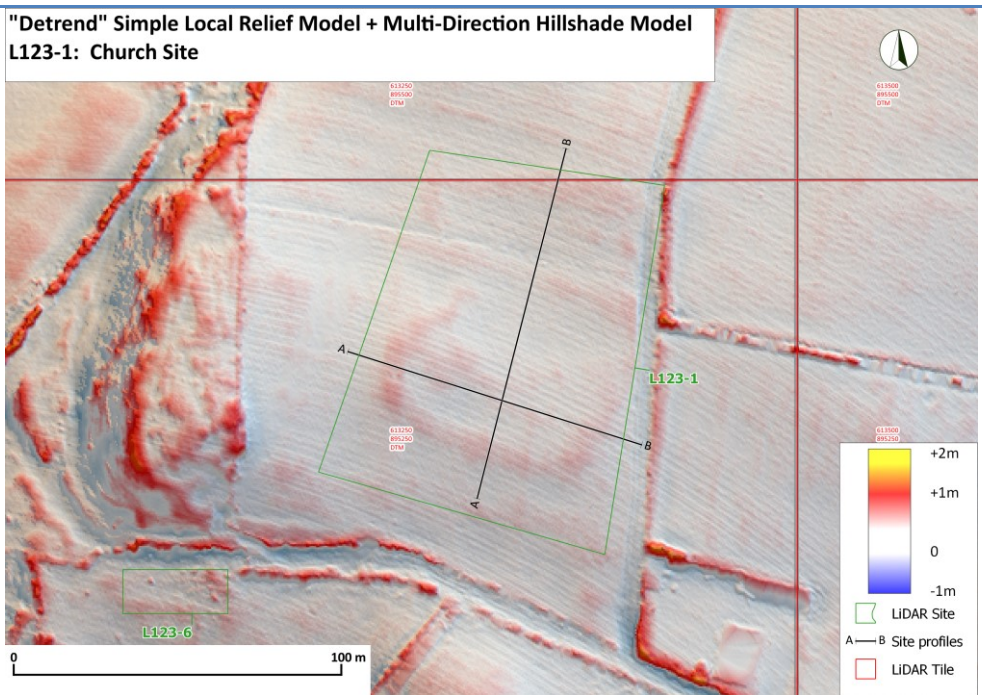 "Detrend" Simple Local Relief Model + Multi-Direction Hillshade Model
L123-1: Church Site
613250
895500
DTM
613500
895500
DTM
B
A
L123-1
613250
895250
DTM
613500
895250
DTM
B
A
L123-6
+2m
+1m
0
-1m
LiDAR Site
A B Site profiles
LiDAR Tile
0 100 m